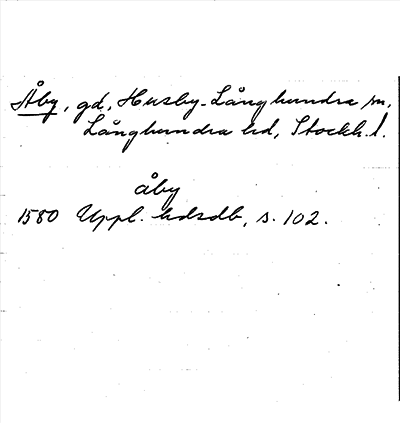 Åby, gd, Husby-Långhundra sn,
Långhundra hd, Stockh. l.
åby
1580 Uppl. hdsdb, s. 102.